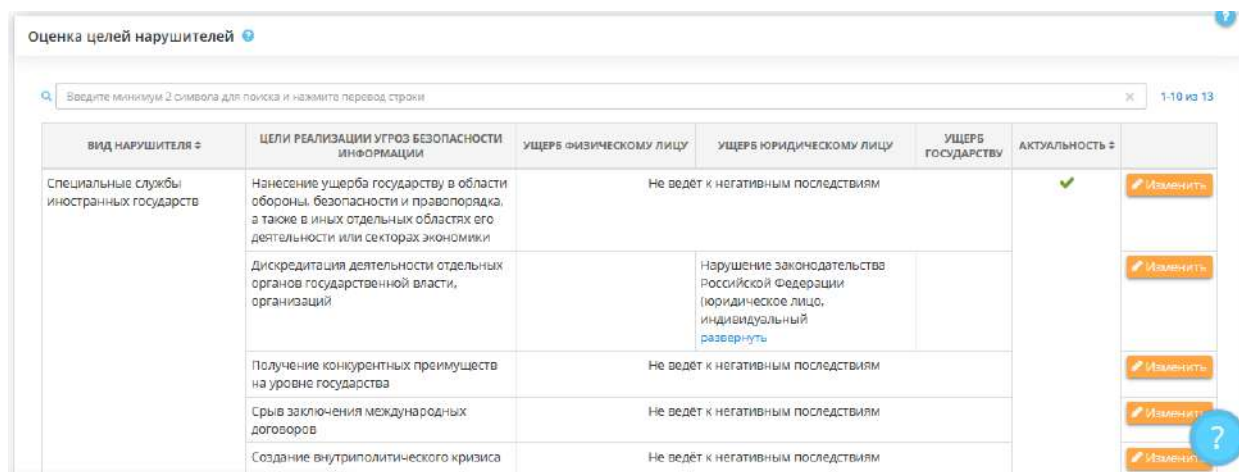 Оценка целей нарушителей ?
?
Введите минимум 2 символа для поиска и нажмите перевод строки × 1-10 из 13
ВИД НАРУШИТЕЛЯ
ЦЕЛИ РЕАЛИЗАЦИИ УГРОЗ БЕЗОПАСНОСТИ
ИНФОРМАЦИИ
УЩЕРБ ФИЗИЧЕСКОМУ ЛИЦУ
УЩЕРБ ЮРИДИЧЕСКОМУ ЛИЦУ
УЩЕРБ
ГОСУДАРСТВУ
АКТУАЛЬНОСТЬ
Специальные службы
иностранных государств
Нанесение ущерба государству в области
обороны, безопасности и правопорядка,
а также в иных отдельных областях его
деятельности или секторах экономики
Не ведёт к негативным последствиям
Изменить
Дискредитация деятельности отдельных
органов государственной власти,
организаций
Нарушение законодательства
Российской Федерации
(юридическое лицо,
индивидуальный
развернуть
Изменить
Получение конкурентных преимуществ
на уровне государства
Не ведёт к негативным последствиям
Изменить
Срыв заключения международных
договоров
Не ведёт к негативным последствиям
Изменить
Создание внутриполитического кризиса
Не ведёт к негативным последствиям
Изменить
?